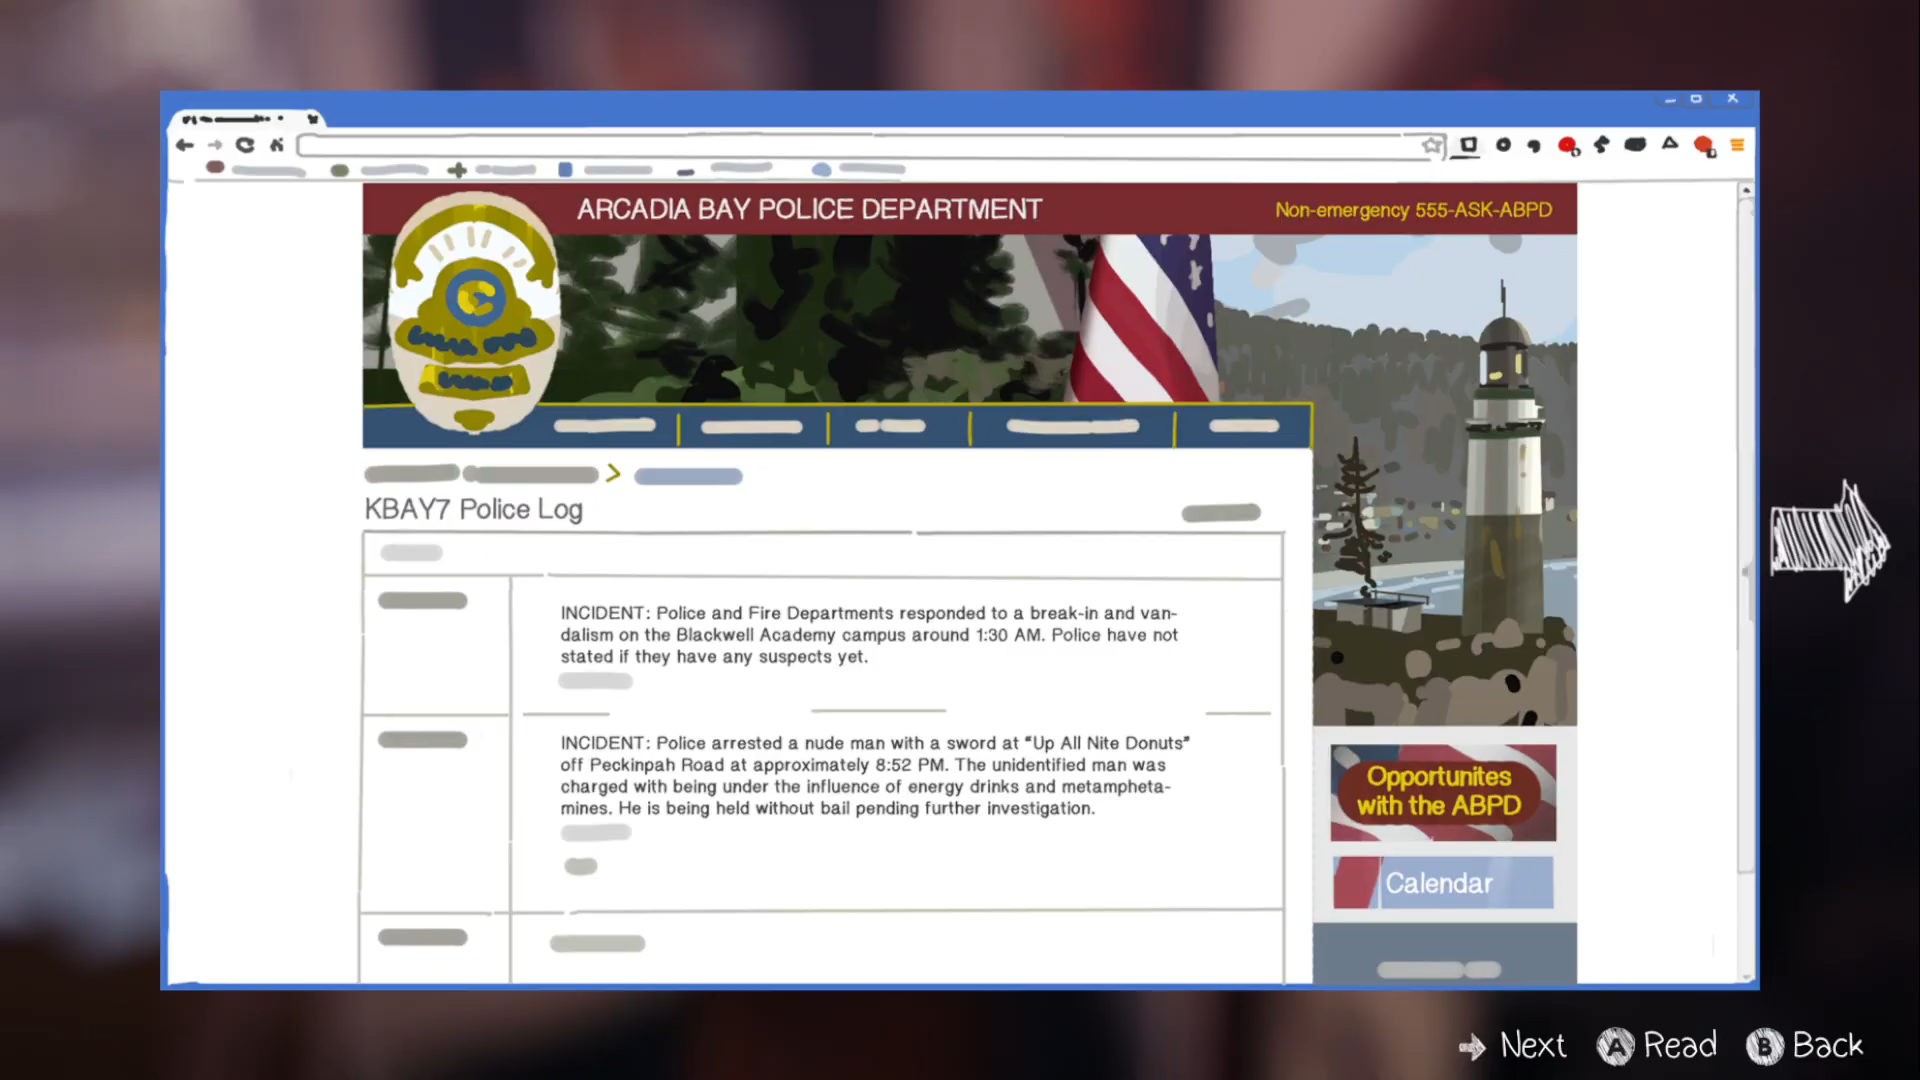 ARCADIA BAY POLICE DEPARTMENT
Non-emergency 555-ASK-ABPD
KBAY7 Police Log
INCIDENT: Police and Fire Departments responded to a break-in and van-
dalism on the Blackwell Academy campus around 1:30 AM. Police have not
stated if they have any suspects yet.
INCIDENT: Police arrested a nude man with a sword at “Up All Nite Donuts”
off Peckinpah Road at approximately 8:52 PM. The unidentified man was
charged with being under the influence of energy drinks and metampheta-
mines. He is being held without bail pending further investigation.
Opportunites
with the ABPD
Calendar
Next
A Read
B Back